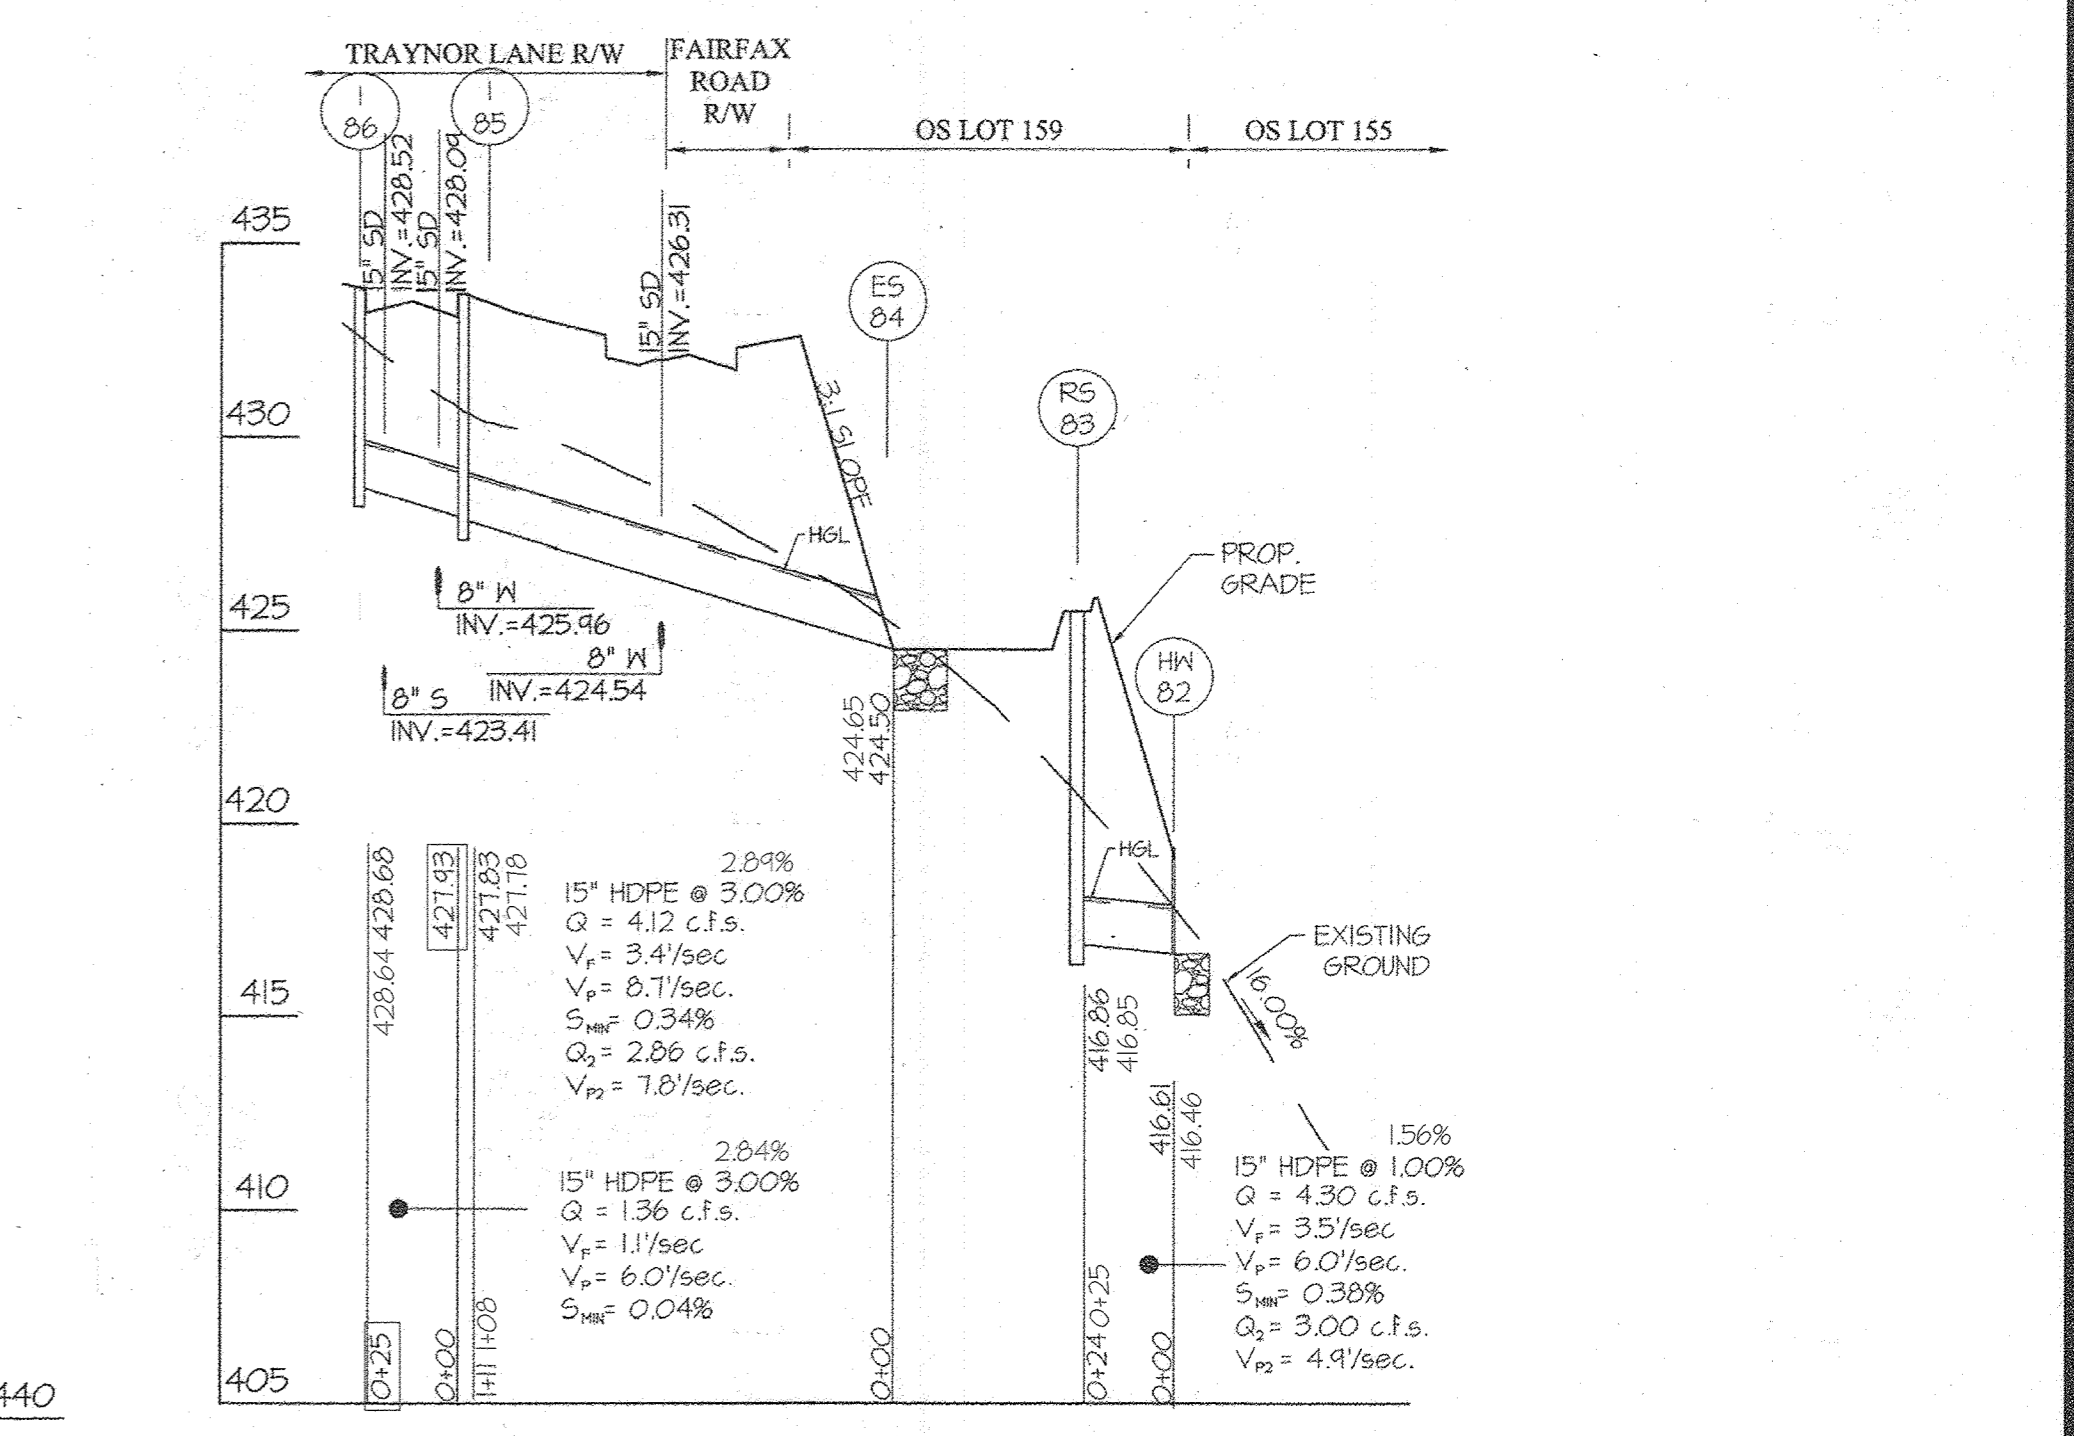 TRAYNOR LANE R/W
FAIRFAX
ROAD
R/W
OS LOT 159
OS LOT 155
86
85
15" SD
INV.=428.52
15" SD
INV.=428.09
15" SD
INV.=426.31
ES
84
RS
83
HW
82
435
430
425
420
415
410
405
440
3:1 SLOPE
HGL
PROP.
GRADE
8" W
INV.=425.96
8" W
INV.=424.54
8" S
INV.=423.41
424.65
424.50
HGL
EXISTING
GROUND
16.00%
428.64 428.68
427.93
427.83
427.78
2.89%
15" HDPE @ 3.00%
Q = 4.12 c.f.s.
VF = 3.4'/sec
VP = 8.7'/sec.
SMIN = 0.34%
Q2 = 2.86 c.f.s.
VP2 = 7.8'/sec.
2.84%
15" HDPE @ 3.00%
Q = 1.36 c.f.s.
VF = 1.1'/sec
VP = 6.0'/sec.
SMIN = 0.04%
416.86
416.85
416.61
416.46
1.56%
15" HDPE @ 1.00%
Q = 4.30 c.f.s.
VF = 3.5'/sec
VP = 6.0'/sec.
SMIN = 0.38%
Q2 = 3.00 c.f.s.
VP2 = 4.9'/sec.
0+25
0+00
1+11 1+08
0+00
0+24 0+25
0+00